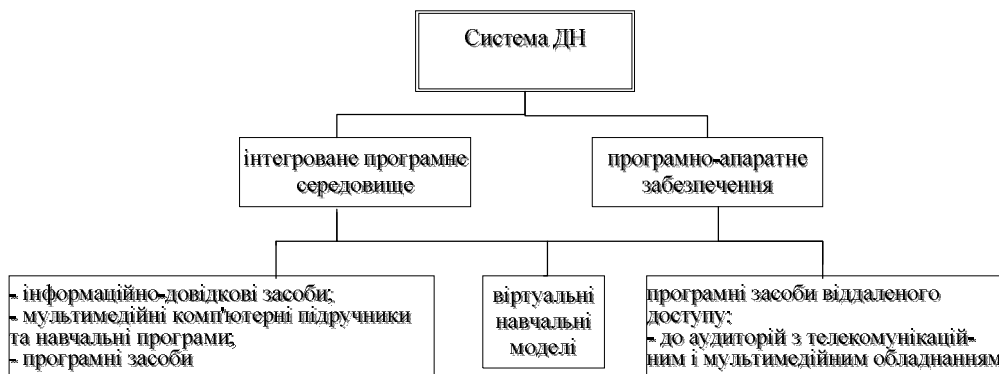 Система ДН
інтегроване програмне
середовище
програмно-апаратне
забезпечення
- інформаційно-довідкові засоби;
- мультимедійні комп'ютерні підручники
та навчальні програми;
- програмні засоби
віртуальні
навчальні
моделі
програмні засоби віддаленого
доступу;
- до аудиторій з телекомунікацій-
ним і мультимедійним обладнанням